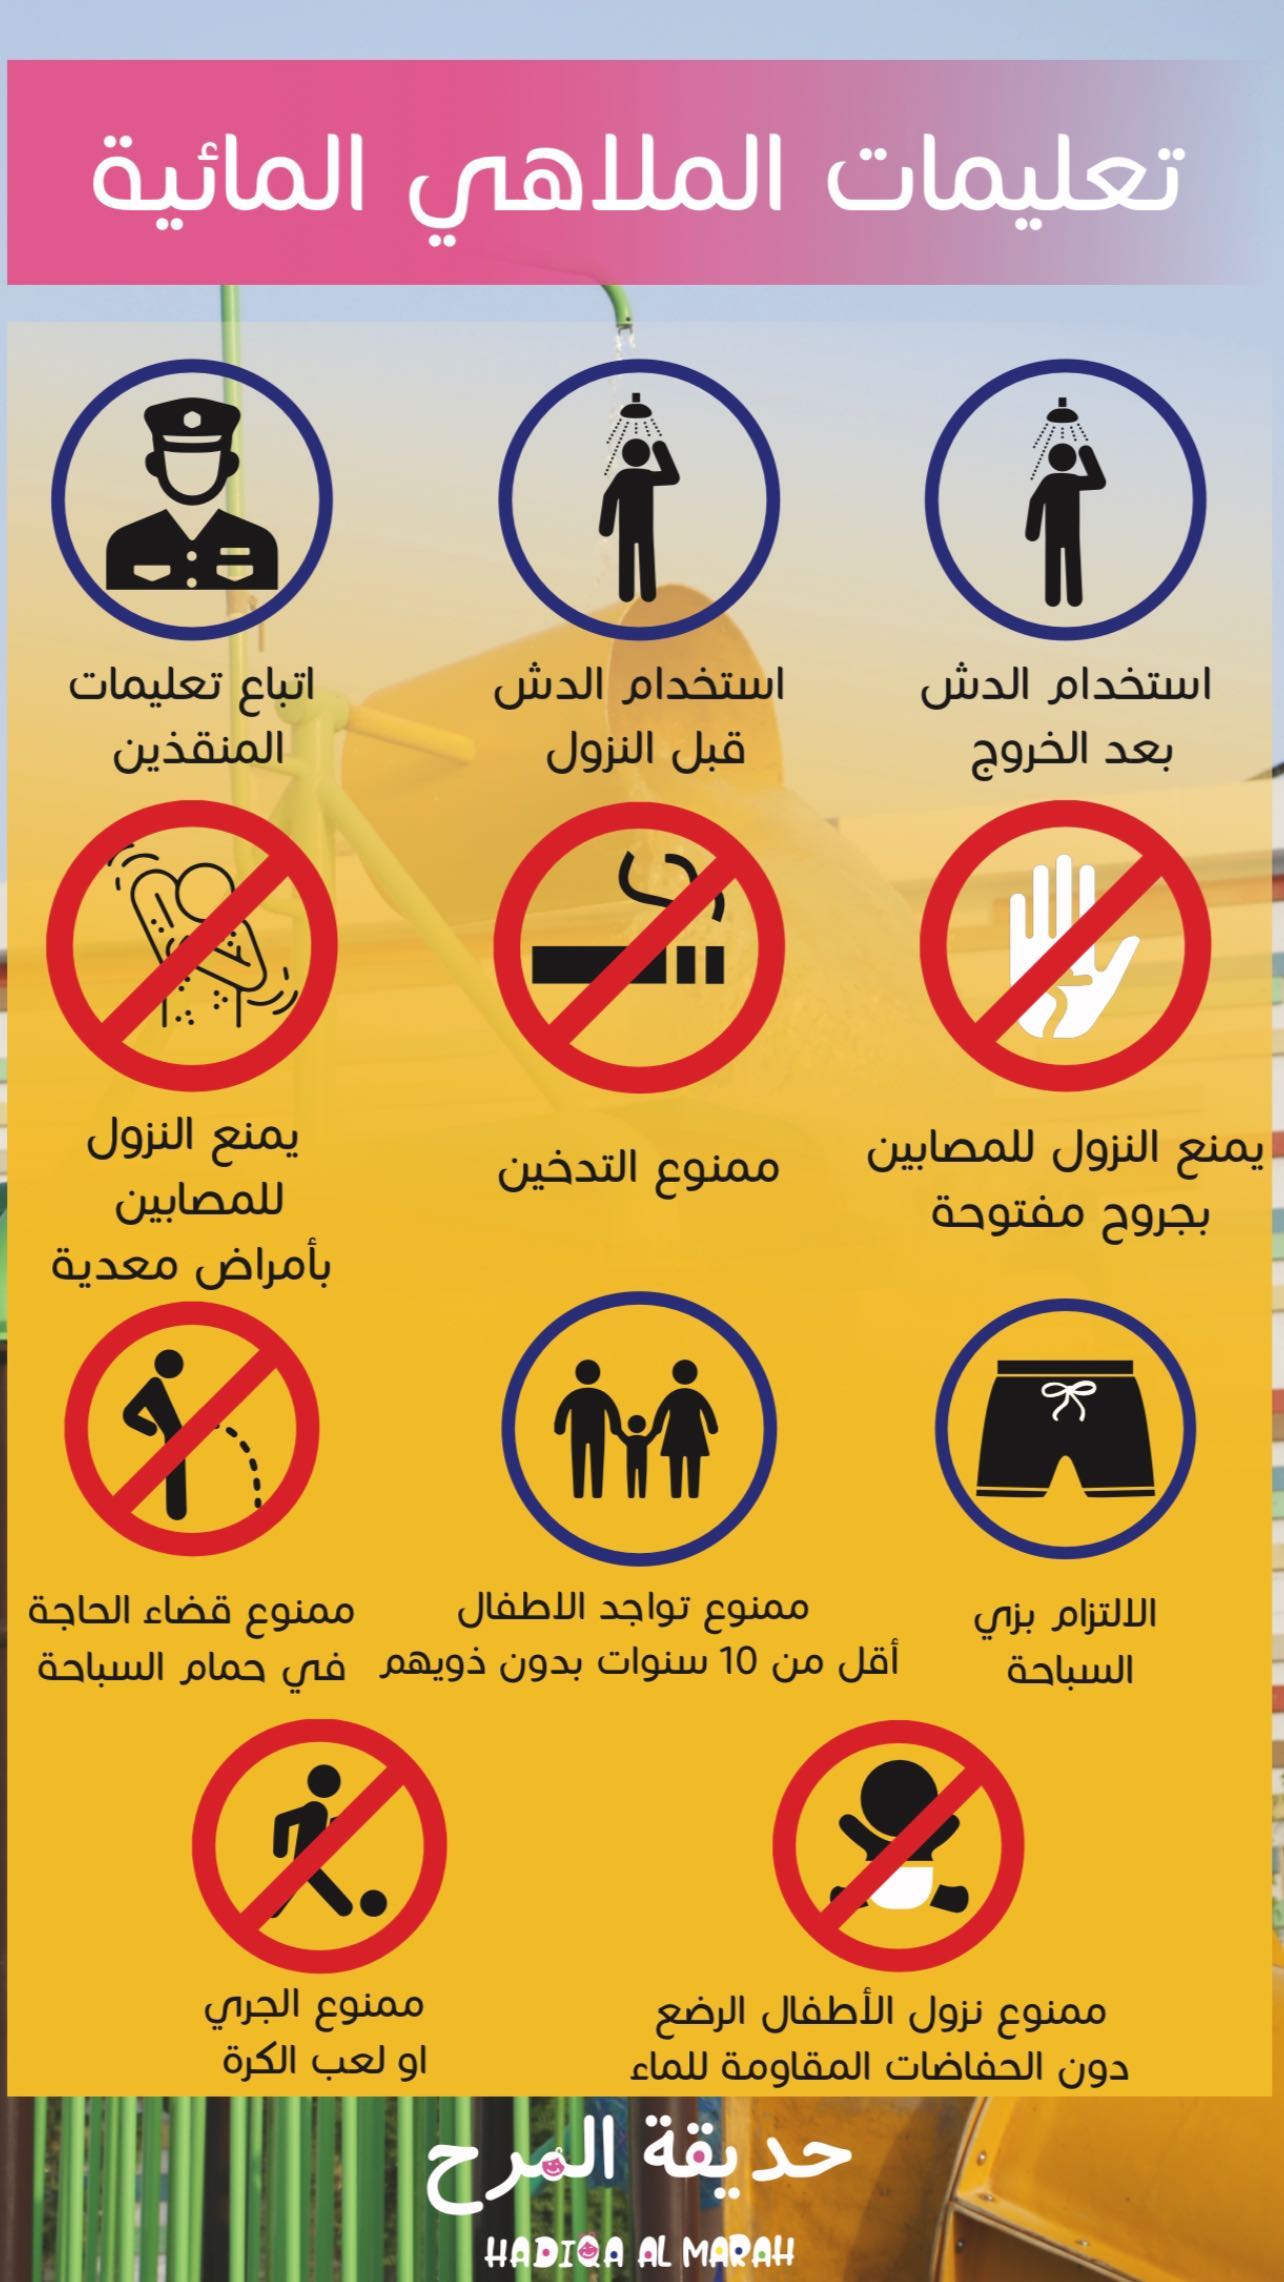 تعليمات الملاهي المائية
استخدام الدش
بعد الخروج
استخدام الدش
قبل النزول
اتباع تعليمات
المنقذين
يمنع النزول للمصابين
بجروح مفتوحة
ممنوع التدخين
يمنع النزول
للمصابين
بأمراض معدية
الالتزام بزي
السباحة
ممنوع تواجد الاطفال
أقل من 10 سنوات بدون ذويهم
ممنوع قضاء الحاجة
في حمام السباحة
ممنوع نزول الأطفال الرضع
دون الحفاضات المقاومة للماء
ممنوع الجري
او لعب الكرة
حديقة المرح
HADIQA AL MARAH